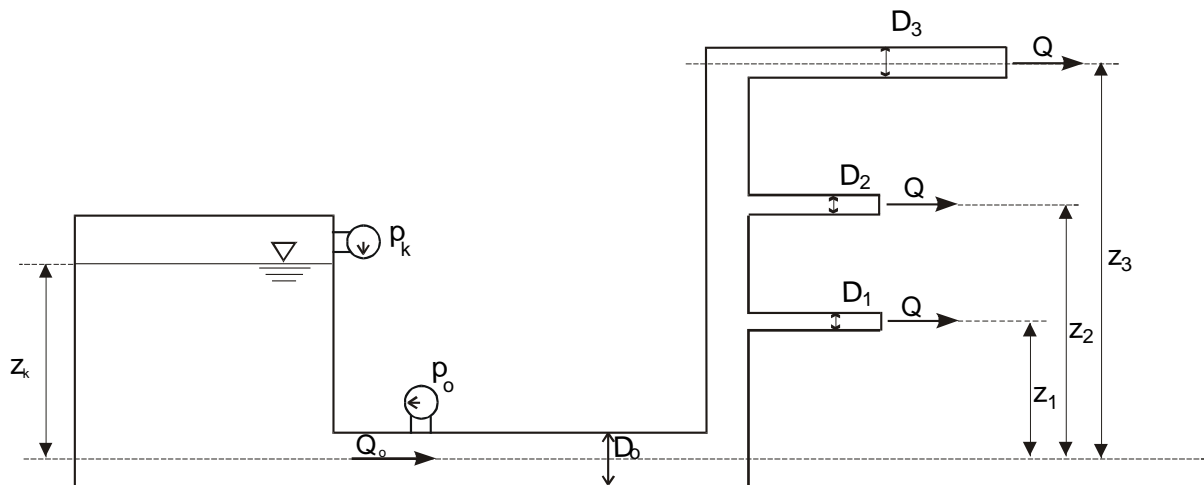 D₃
Q
D₂
Q
pₖ
z₃
D₁
Q
z₂
zₖ
pₒ
z₁
Qₒ
Dₒ